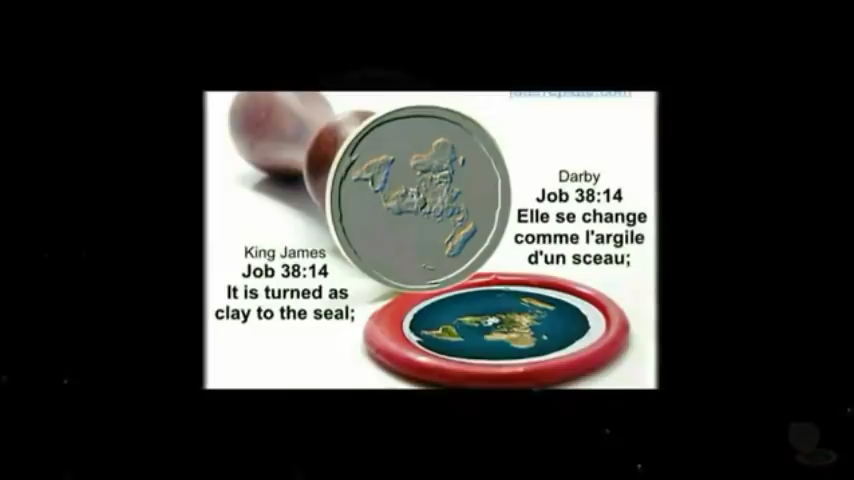 King James
Job 38:14
It is turned as
clay to the seal;
Darby
Job 38:14
Elle se change
comme l'argile
d'un sceau;